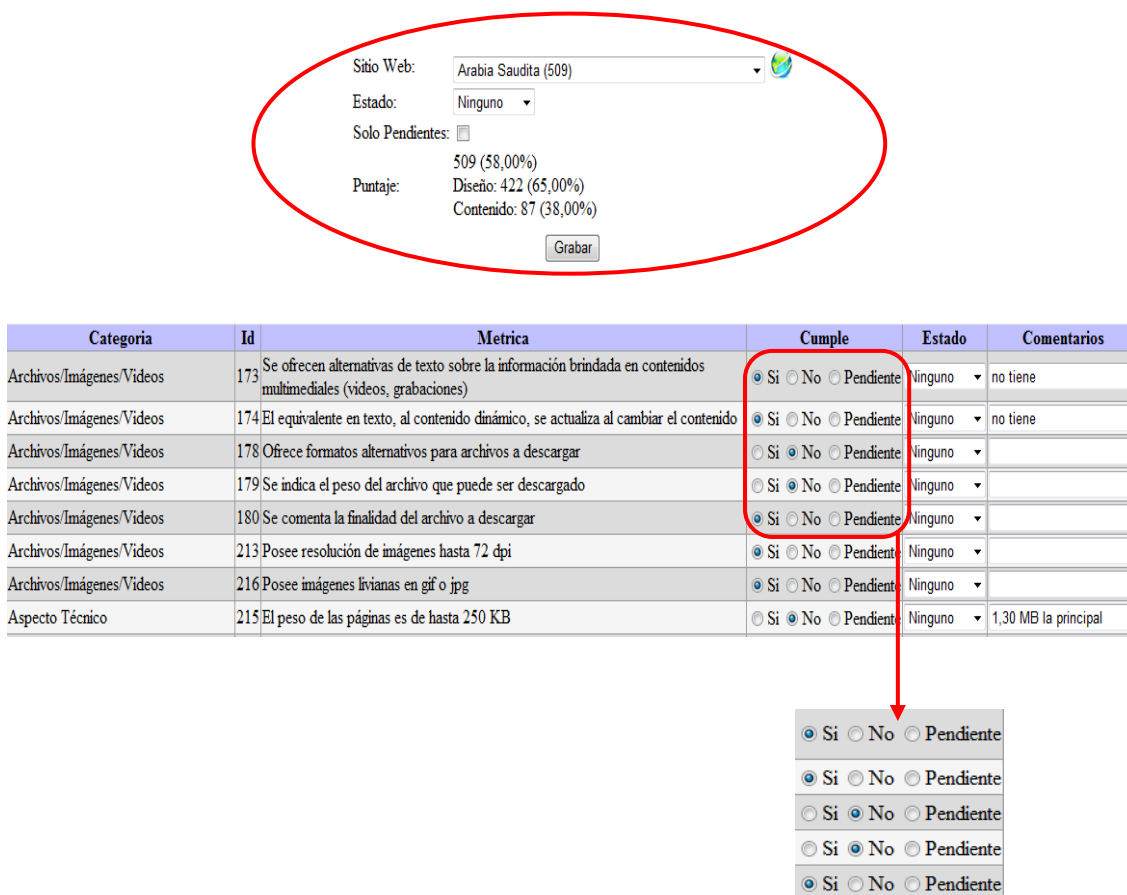 Sitio Web: Arabia Saudita (509)
Estado: Ninguno
Solo Pendientes:
509 (58,00%)
Puntaje: Diseño: 422 (65,00%)
Contenido: 87 (38,00%)
Grabar
Categoria Id Metrica Cumple Estado Comentarios
Archivos/Imágenes/Videos 173 Se ofrecen alternativas de texto sobre la información brindada en contenidos
multimediales (videos, grabaciones) Si No Pendiente Ninguno no tiene
Archivos/Imágenes/Videos 174 El equivalente en texto, al contenido dinámico, se actualiza al cambiar el contenido Si No Pendiente Ninguno no tiene
Archivos/Imágenes/Videos 178 Ofrece formatos alternativos para archivos a descargar Si No Pendiente Ninguno
Archivos/Imágenes/Videos 179 Se indica el peso del archivo que puede ser descargado Si No Pendiente Ninguno
Archivos/Imágenes/Videos 180 Se comenta la finalidad del archivo a descargar Si No Pendiente Ninguno
Archivos/Imágenes/Videos 213 Posee resolución de imágenes hasta 72 dpi Si No Pendiente Ninguno
Archivos/Imágenes/Videos 216 Posee imágenes livianas en gif o jpg Si No Pendiente Ninguno
Aspecto Técnico 215 El peso de las páginas es de hasta 250 KB Si No Pendiente Ninguno 1,30 MB la principal
Si No Pendiente
Si No Pendiente
Si No Pendiente
Si No Pendiente
Si No Pendiente